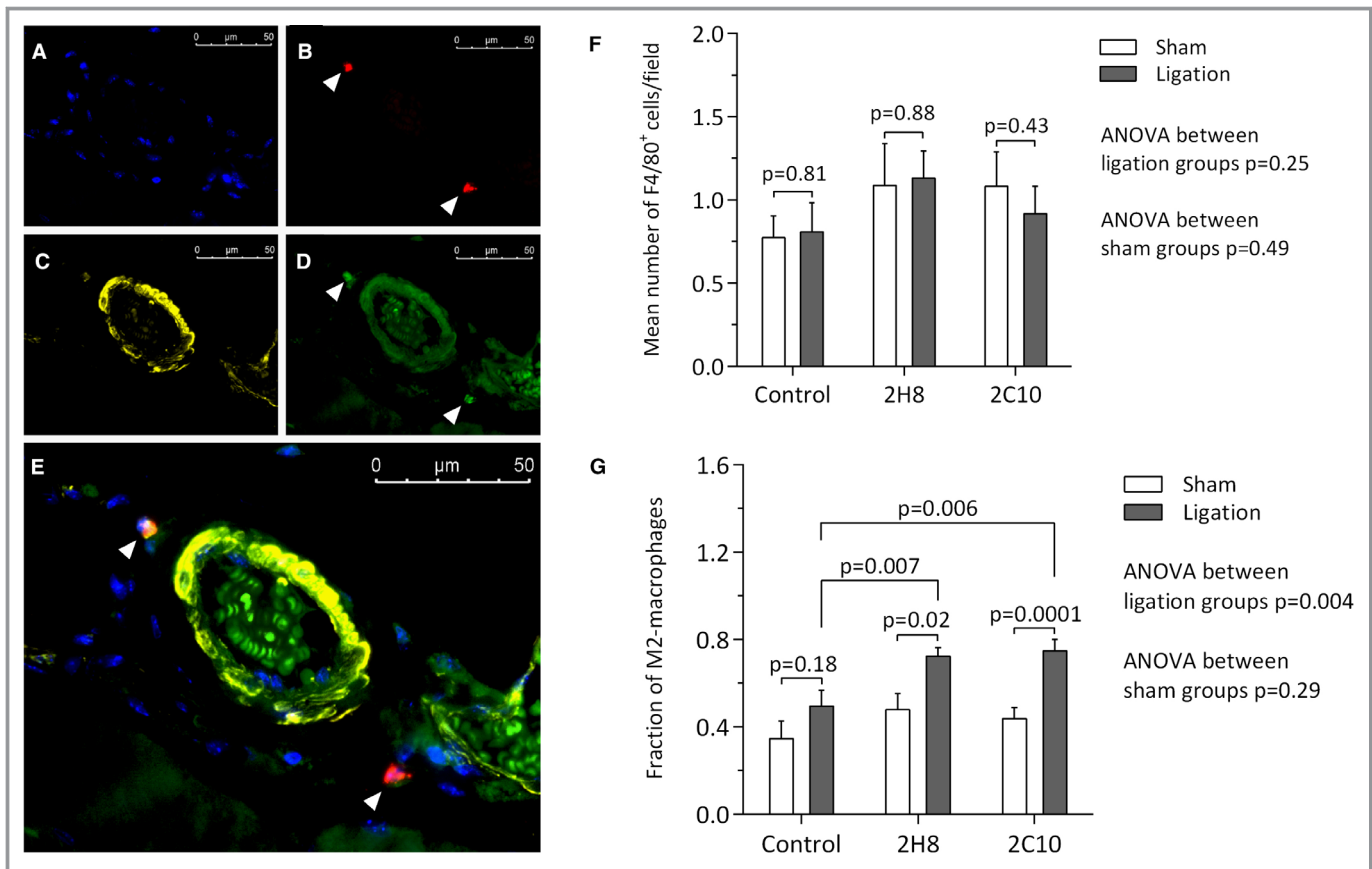 A
0 µm 50
B
0 µm 50
C
0 µm 50
D
0 µm 50
E
0 µm 50
F
Mean number of F4/80⁺ cells/field
2.0
1.5
1.0
0.5
0.0
p=0.81
p=0.88
p=0.43
Control 2H8 2C10
Sham
Ligation
ANOVA between
ligation groups p=0.25
ANOVA between
sham groups p=0.49
G
Fraction of M2-macrophages
1.6
1.2
0.8
0.4
0.0
p=0.006
p=0.007
p=0.18
p=0.02
p=0.0001
Control 2H8 2C10
Sham
Ligation
ANOVA between
ligation groups p=0.004
ANOVA between
sham groups p=0.29